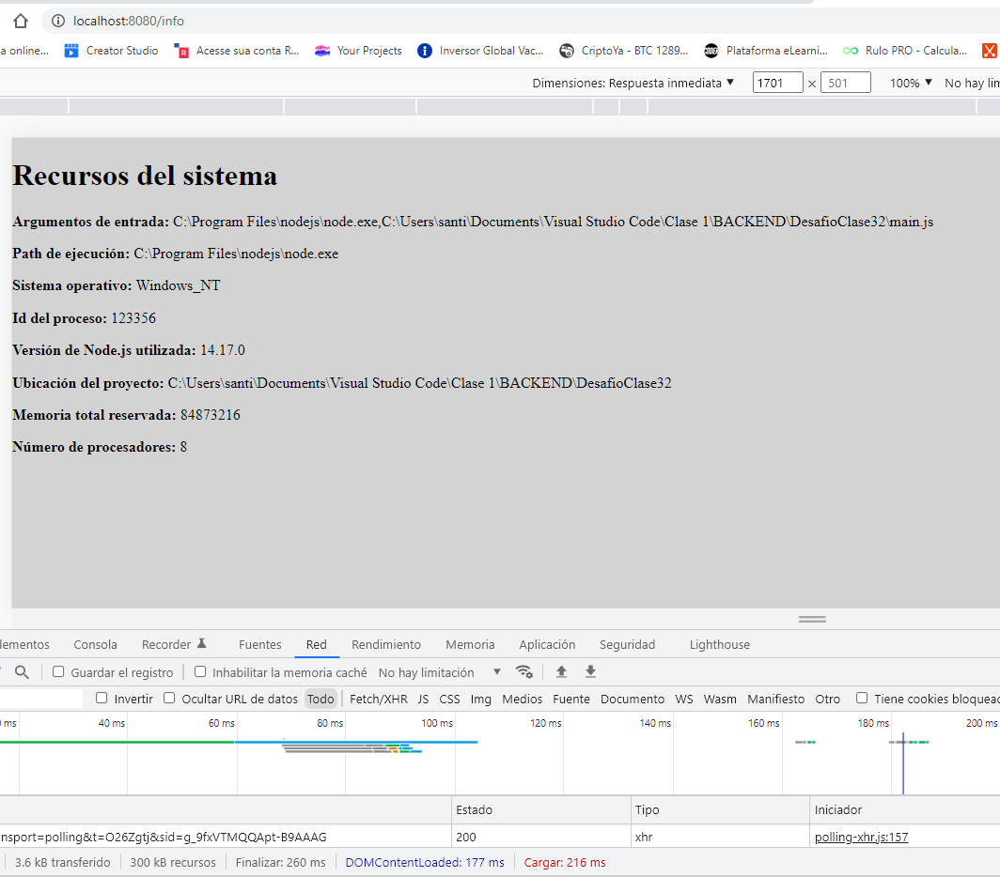 localhost:8080/info
a online... Creator Studio Acesse sua conta R... Your Projects Inversor Global Vac... CriptoYa - BTC 1289... Plataforma eLearni... Rulo PRO - Calcula...
Dimensiones: Respuesta inmediata ▼ 1701 × 501 100% ▼ No hay lim
Recursos del sistema
Argumentos de entrada: C:\Program Files\nodejs\node.exe,C:\Users\santi\Documents\Visual Studio Code\Clase 1\BACKEND\DesafioClase32\main.js
Path de ejecución: C:\Program Files\nodejs\node.exe
Sistema operativo: Windows_NT
Id del proceso: 123356
Versión de Node.js utilizada: 14.17.0
Ubicación del proyecto: C:\Users\santi\Documents\Visual Studio Code\Clase 1\BACKEND\DesafioClase32
Memoria total reservada: 84873216
Número de procesadores: 8
lementos Consola Recorder Fuentes Red Rendimiento Memoria Aplicación Seguridad Lighthouse
Guardar el registro Inhabilitar la memoria caché No hay limitación ▼
Invertir Ocultar URL de datos Todo Fetch/XHR JS CSS Img Medios Fuente Documento WS Wasm Manifiesto Otro Tiene cookies bloquead
ms 40 ms 60 ms 80 ms 100 ms 120 ms 140 ms 160 ms 180 ms 200 ms
Estado Tipo Iniciador
nsport=polling&t=O26Zgtj&sid=g_9fxVTMQQApt-B9AAAG 200 xhr polling-xhr.js:157
3.6 kB transferido 300 kB recursos Finalizar: 260 ms DOMContentLoaded: 177 ms Cargar: 216 ms